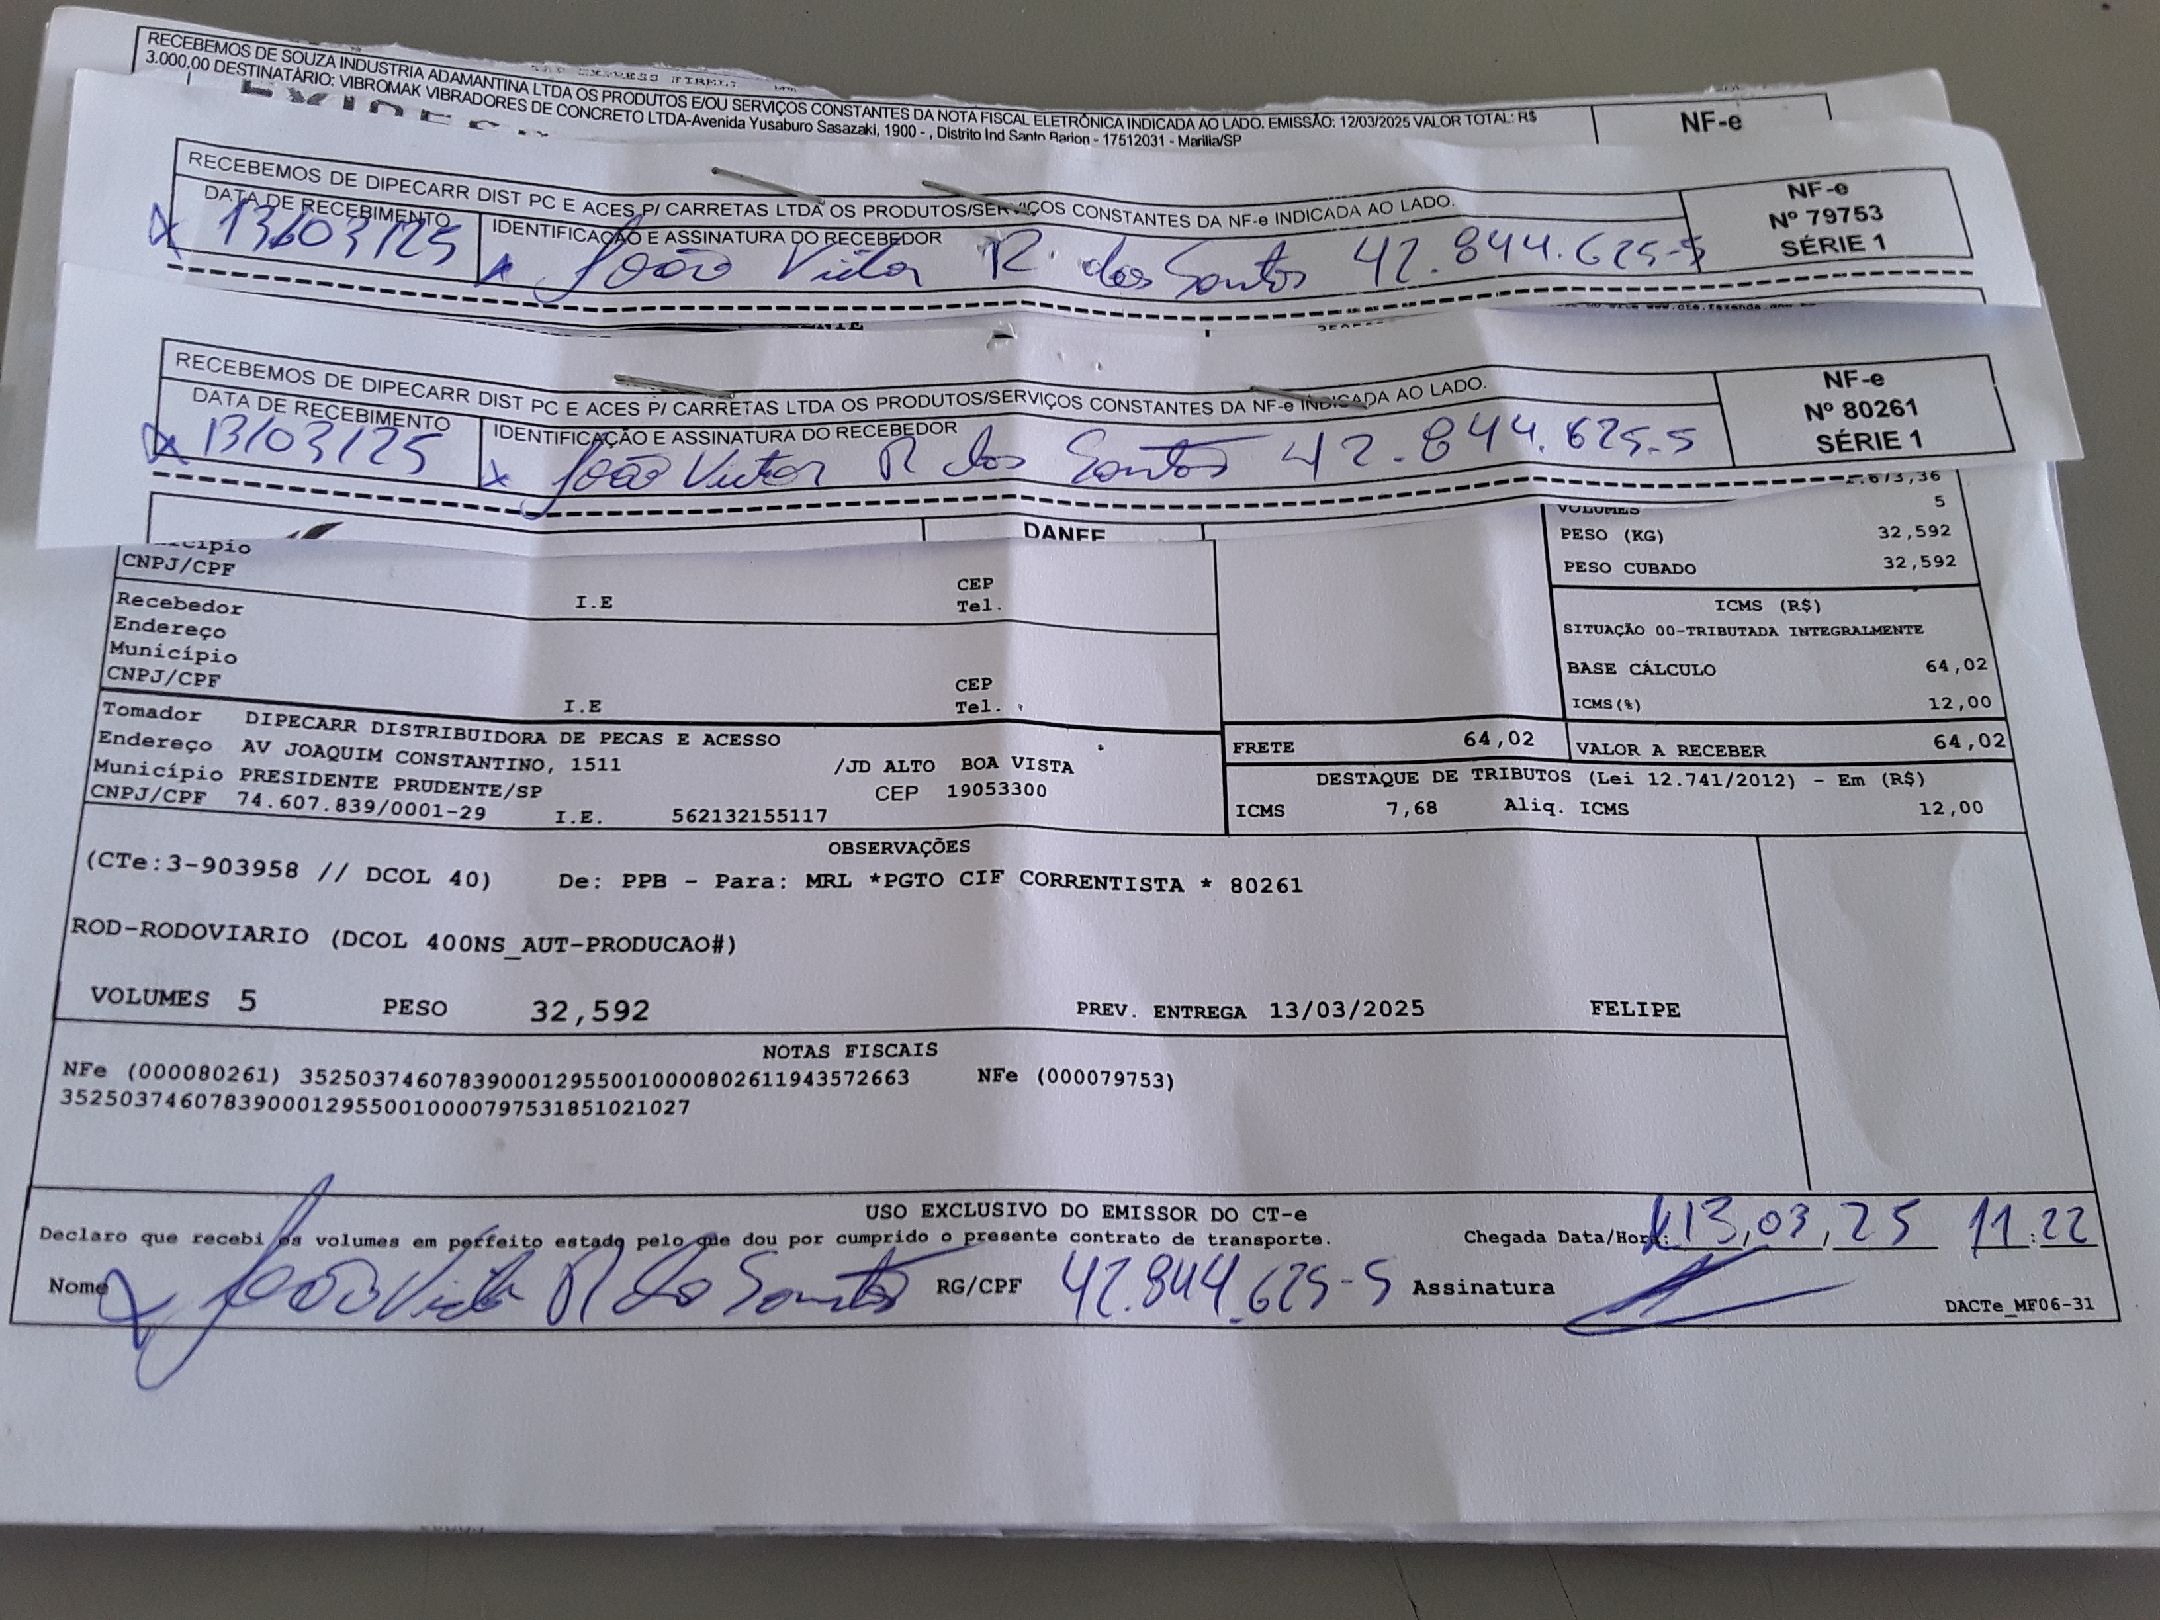 RECEBEMOS DE SOUZA INDUSTRIA ADAMANTINA LTDA OS PRODUTOS E/OU SERVIÇOS CONSTANTES DA NOTA FISCAL ELETRÔNICA INDICADA AO LADO. EMISSÃO: 12/03/2025 VALOR TOTAL: R$
3.000,00 DESTINATÁRIO: VIBROMAK VIBRADORES DE CONCRETO LTDA-Avenida Yusaburo Sasazaki, 1900 - , Distrito Ind Santo Barion - 17512031 - Marilia/SP
NF-e
RECEBEMOS DE DIPECARR DIST PC E ACES P/ CARRETAS LTDA OS PRODUTOS/SERVIÇOS CONSTANTES DA NF-e INDICADA AO LADO.
NF-e
Nº 79753
SÉRIE 1
DATA DE RECEBIMENTO
13/03/25
IDENTIFICAÇÃO E ASSINATURA DO RECEBEDOR
João Victor R. dos Santos 42.844.625-5
RECEBEMOS DE DIPECARR DIST PC E ACES P/ CARRETAS LTDA OS PRODUTOS/SERVIÇOS CONSTANTES DA NF-e INDICADA AO LADO.
NF-e
Nº 80261
SÉRIE 1
DATA DE RECEBIMENTO
13/03/25
IDENTIFICAÇÃO E ASSINATURA DO RECEBEDOR
João Victor R dos Santos 42.844.625-5
DANFE
VOLUMES 5
PESO (KG) 32,592
PESO CUBADO 32,592
CNPJ/CPF I.E CEP
Tel.
Recebedor
Endereço
Município
CNPJ/CPF I.E CEP
Tel.
ICMS (R$)
SITUAÇÃO 00-TRIBUTADA INTEGRALMENTE
BASE CÁLCULO 64,02
ICMS(%) 12,00
Tomador DIPECARR DISTRIBUIDORA DE PECAS E ACESSO
Endereço AV JOAQUIM CONSTANTINO, 1511 /JD ALTO BOA VISTA
Município PRESIDENTE PRUDENTE/SP CEP 19053300
CNPJ/CPF 74.607.839/0001-29 I.E. 562132155117
FRETE 64,02 VALOR A RECEBER 64,02
DESTAQUE DE TRIBUTOS (Lei 12.741/2012) - Em (R$)
ICMS 7,68 Aliq. ICMS 12,00
OBSERVAÇÕES
(CTe:3-903958 // DCOL 40) De: PPB - Para: MRL *PGTO CIF CORRENTISTA * 80261
ROD-RODOVIARIO (DCOL 400NS_AUT-PRODUCAO#)
VOLUMES 5 PESO 32,592 PREV. ENTREGA 13/03/2025 FELIPE
NOTAS FISCAIS
NFe (000080261) 35250374607839000129550010000802611943572663 NFe (000079753)
35250374607839000129550010000797531851021027
USO EXCLUSIVO DO EMISSOR DO CT-e
Declaro que recebi os volumes em perfeito estado pelo que dou por cumprido o presente contrato de transporte. Chegada Data/Hora: 13/03/25 11:22
Nome João Victor R dos Santos RG/CPF 42.844.625-5 Assinatura
DACTe_MF06-31